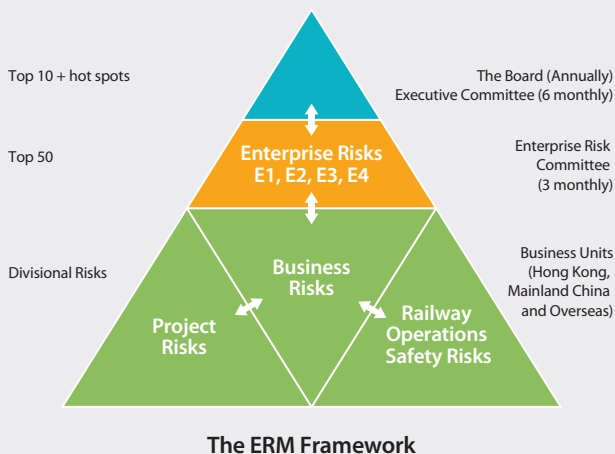 Top 10 + hot spots
The Board (Annually)
Executive Committee (6 monthly)
Top 50
Enterprise Risks
E1, E2, E3, E4
Enterprise Risk
Committee
(3 monthly)
Divisional Risks
Business
Risks
Project
Risks
Railway
Operations
Safety Risks
Business Units
(Hong Kong,
Mainland China
and Overseas)
The ERM Framework